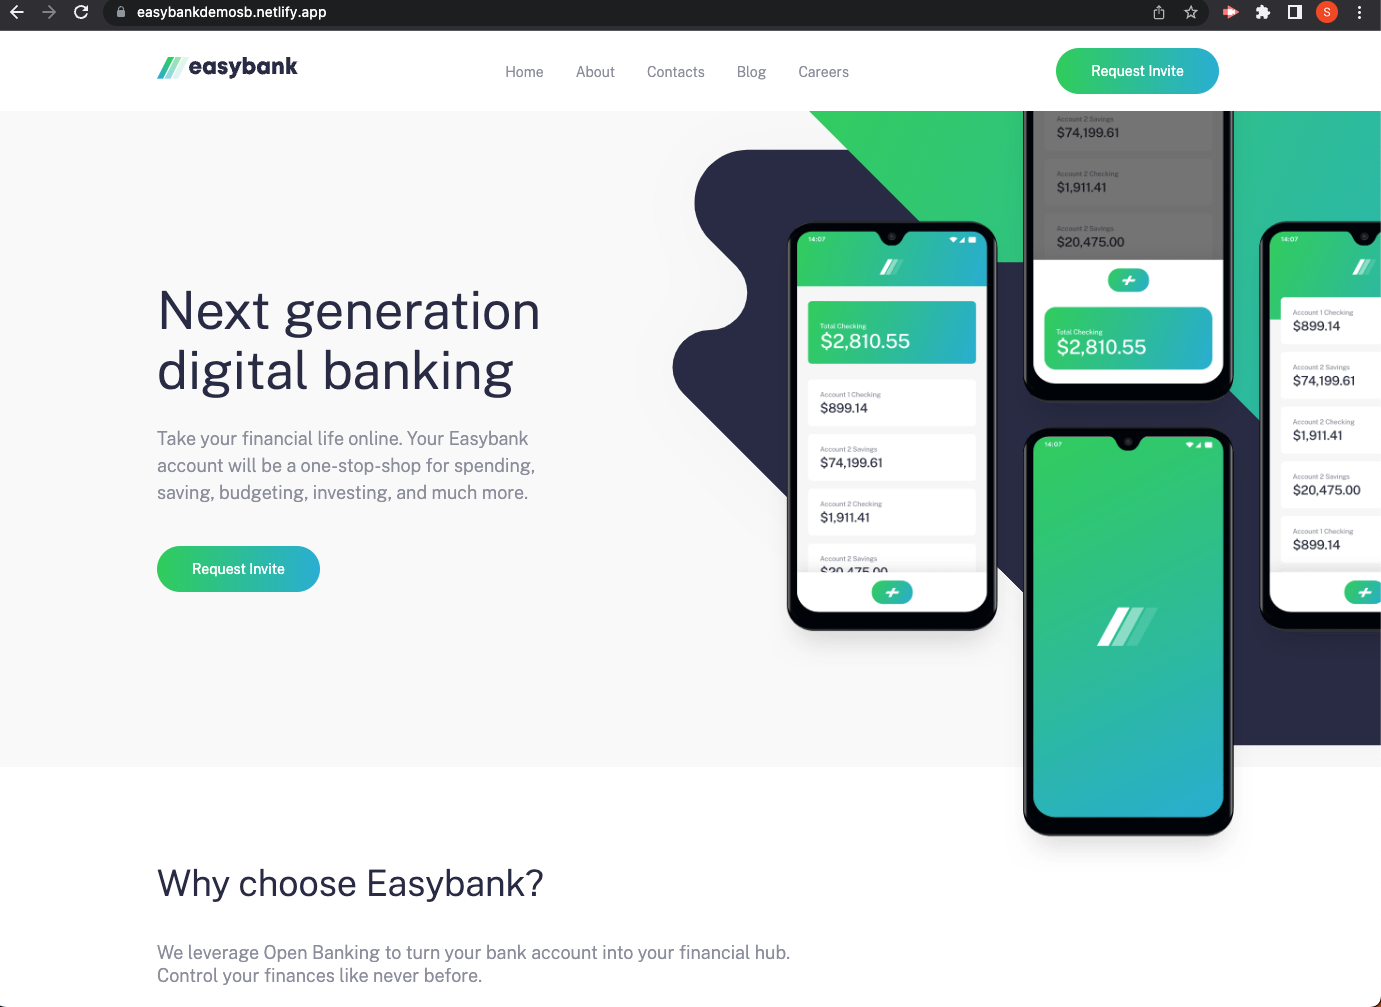 easybankdemosb.netlify.app
S
easybank
Home
About
Contacts
Blog
Careers
Request Invite
Next generation
digital banking
Take your financial life online. Your Easybank
account will be a one-stop-shop for spending,
saving, budgeting, investing, and much more.
Request Invite
14:07
Total Checking
$2,810.55
Account 1 Checking
$899.14
Account 2 Savings
$74,199.61
Account 2 Checking
$1,911.41
Account 2 Savings
$20,475.00
Account 2 Savings
$74,199.61
Account 2 Checking
$1,911.41
Account 2 Savings
$20,475.00
Total Checking
$2,810.55
14:07
14:07
Account 1 Checking
$899.14
Account 2 Savings
$74,199.61
Account 2 Checking
$1,911.41
Account 2 Savings
$20,475.00
Account 1 Checking
$899.14
Why choose Easybank?
We leverage Open Banking to turn your bank account into your financial hub.
Control your finances like never before.